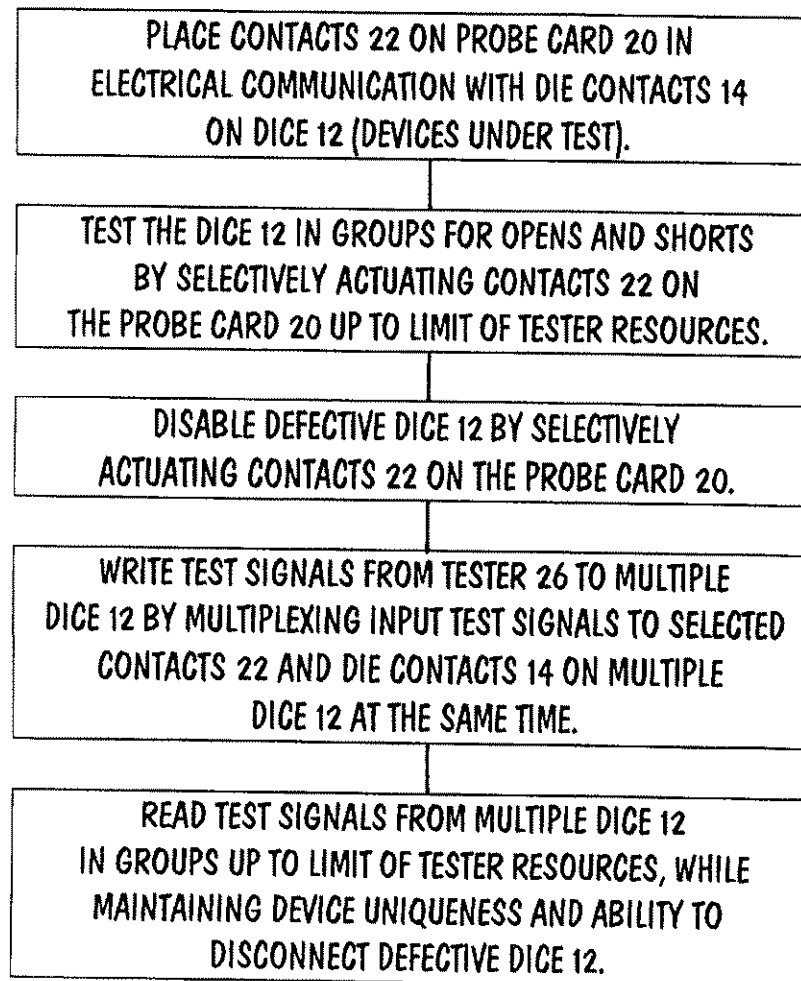 PLACE CONTACTS 22 ON PROBE CARD 20 IN
ELECTRICAL COMMUNICATION WITH DIE CONTACTS 14
ON DICE 12 (DEVICES UNDER TEST).
TEST THE DICE 12 IN GROUPS FOR OPENS AND SHORTS
BY SELECTIVELY ACTUATING CONTACTS 22 ON
THE PROBE CARD 20 UP TO LIMIT OF TESTER RESOURCES.
DISABLE DEFECTIVE DICE 12 BY SELECTIVELY
ACTUATING CONTACTS 22 ON THE PROBE CARD 20.
WRITE TEST SIGNALS FROM TESTER 26 TO MULTIPLE
DICE 12 BY MULTIPLEXING INPUT TEST SIGNALS TO SELECTED
CONTACTS 22 AND DIE CONTACTS 14 ON MULTIPLE
DICE 12 AT THE SAME TIME.
READ TEST SIGNALS FROM MULTIPLE DICE 12
IN GROUPS UP TO LIMIT OF TESTER RESOURCES, WHILE
MAINTAINING DEVICE UNIQUENESS AND ABILITY TO
DISCONNECT DEFECTIVE DICE 12.